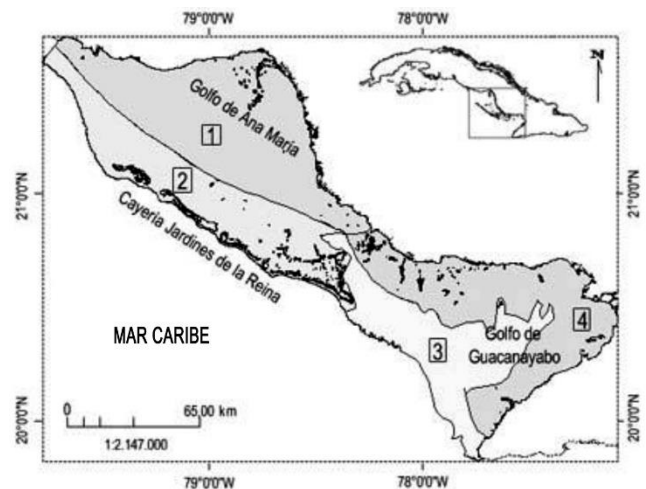 79°0'0"W 78°0'0"W
N
Golfo de Ana María
1
2
21°0'0"N 21°0'0"N
Cayería Jardines de la Reina
MAR CARIBE
3
4
Golfo de
Guacanayabo
0 65,00 km
1:2.147.000
20°0'0"N 20°0'0"N
79°0'0"W 78°0'0"W